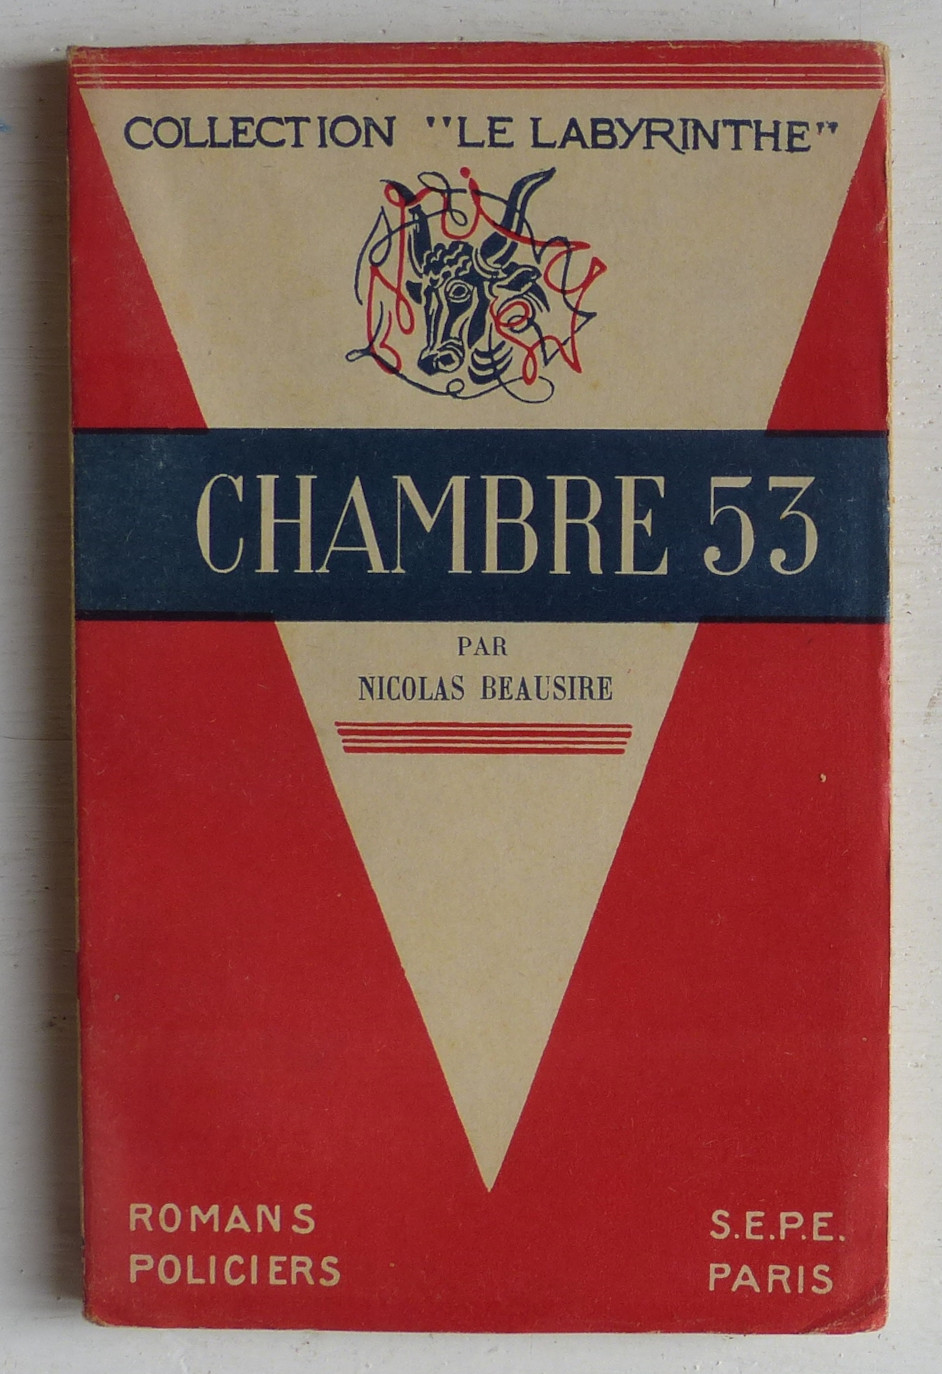 COLLECTION "LE LABYRINTHE"
CHAMBRE 53
PAR
NICOLAS BEAUSIRE
ROMANS
POLICIERS
S.E.P.E.
PARIS